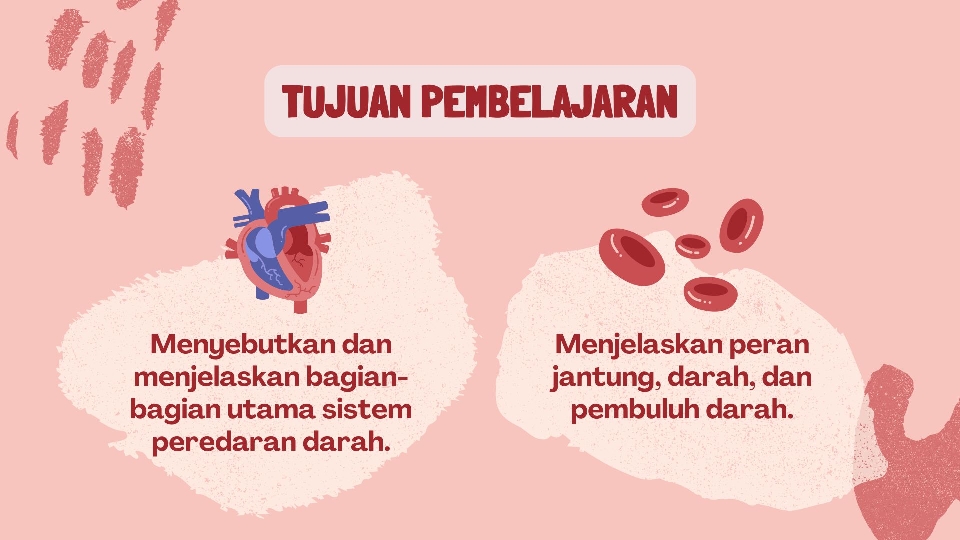 TUJUAN PEMBELAJARAN
Menyebutkan dan
menjelaskan bagian-
bagian utama sistem
peredaran darah.
Menjelaskan peran
jantung, darah, dan
pembuluh darah.